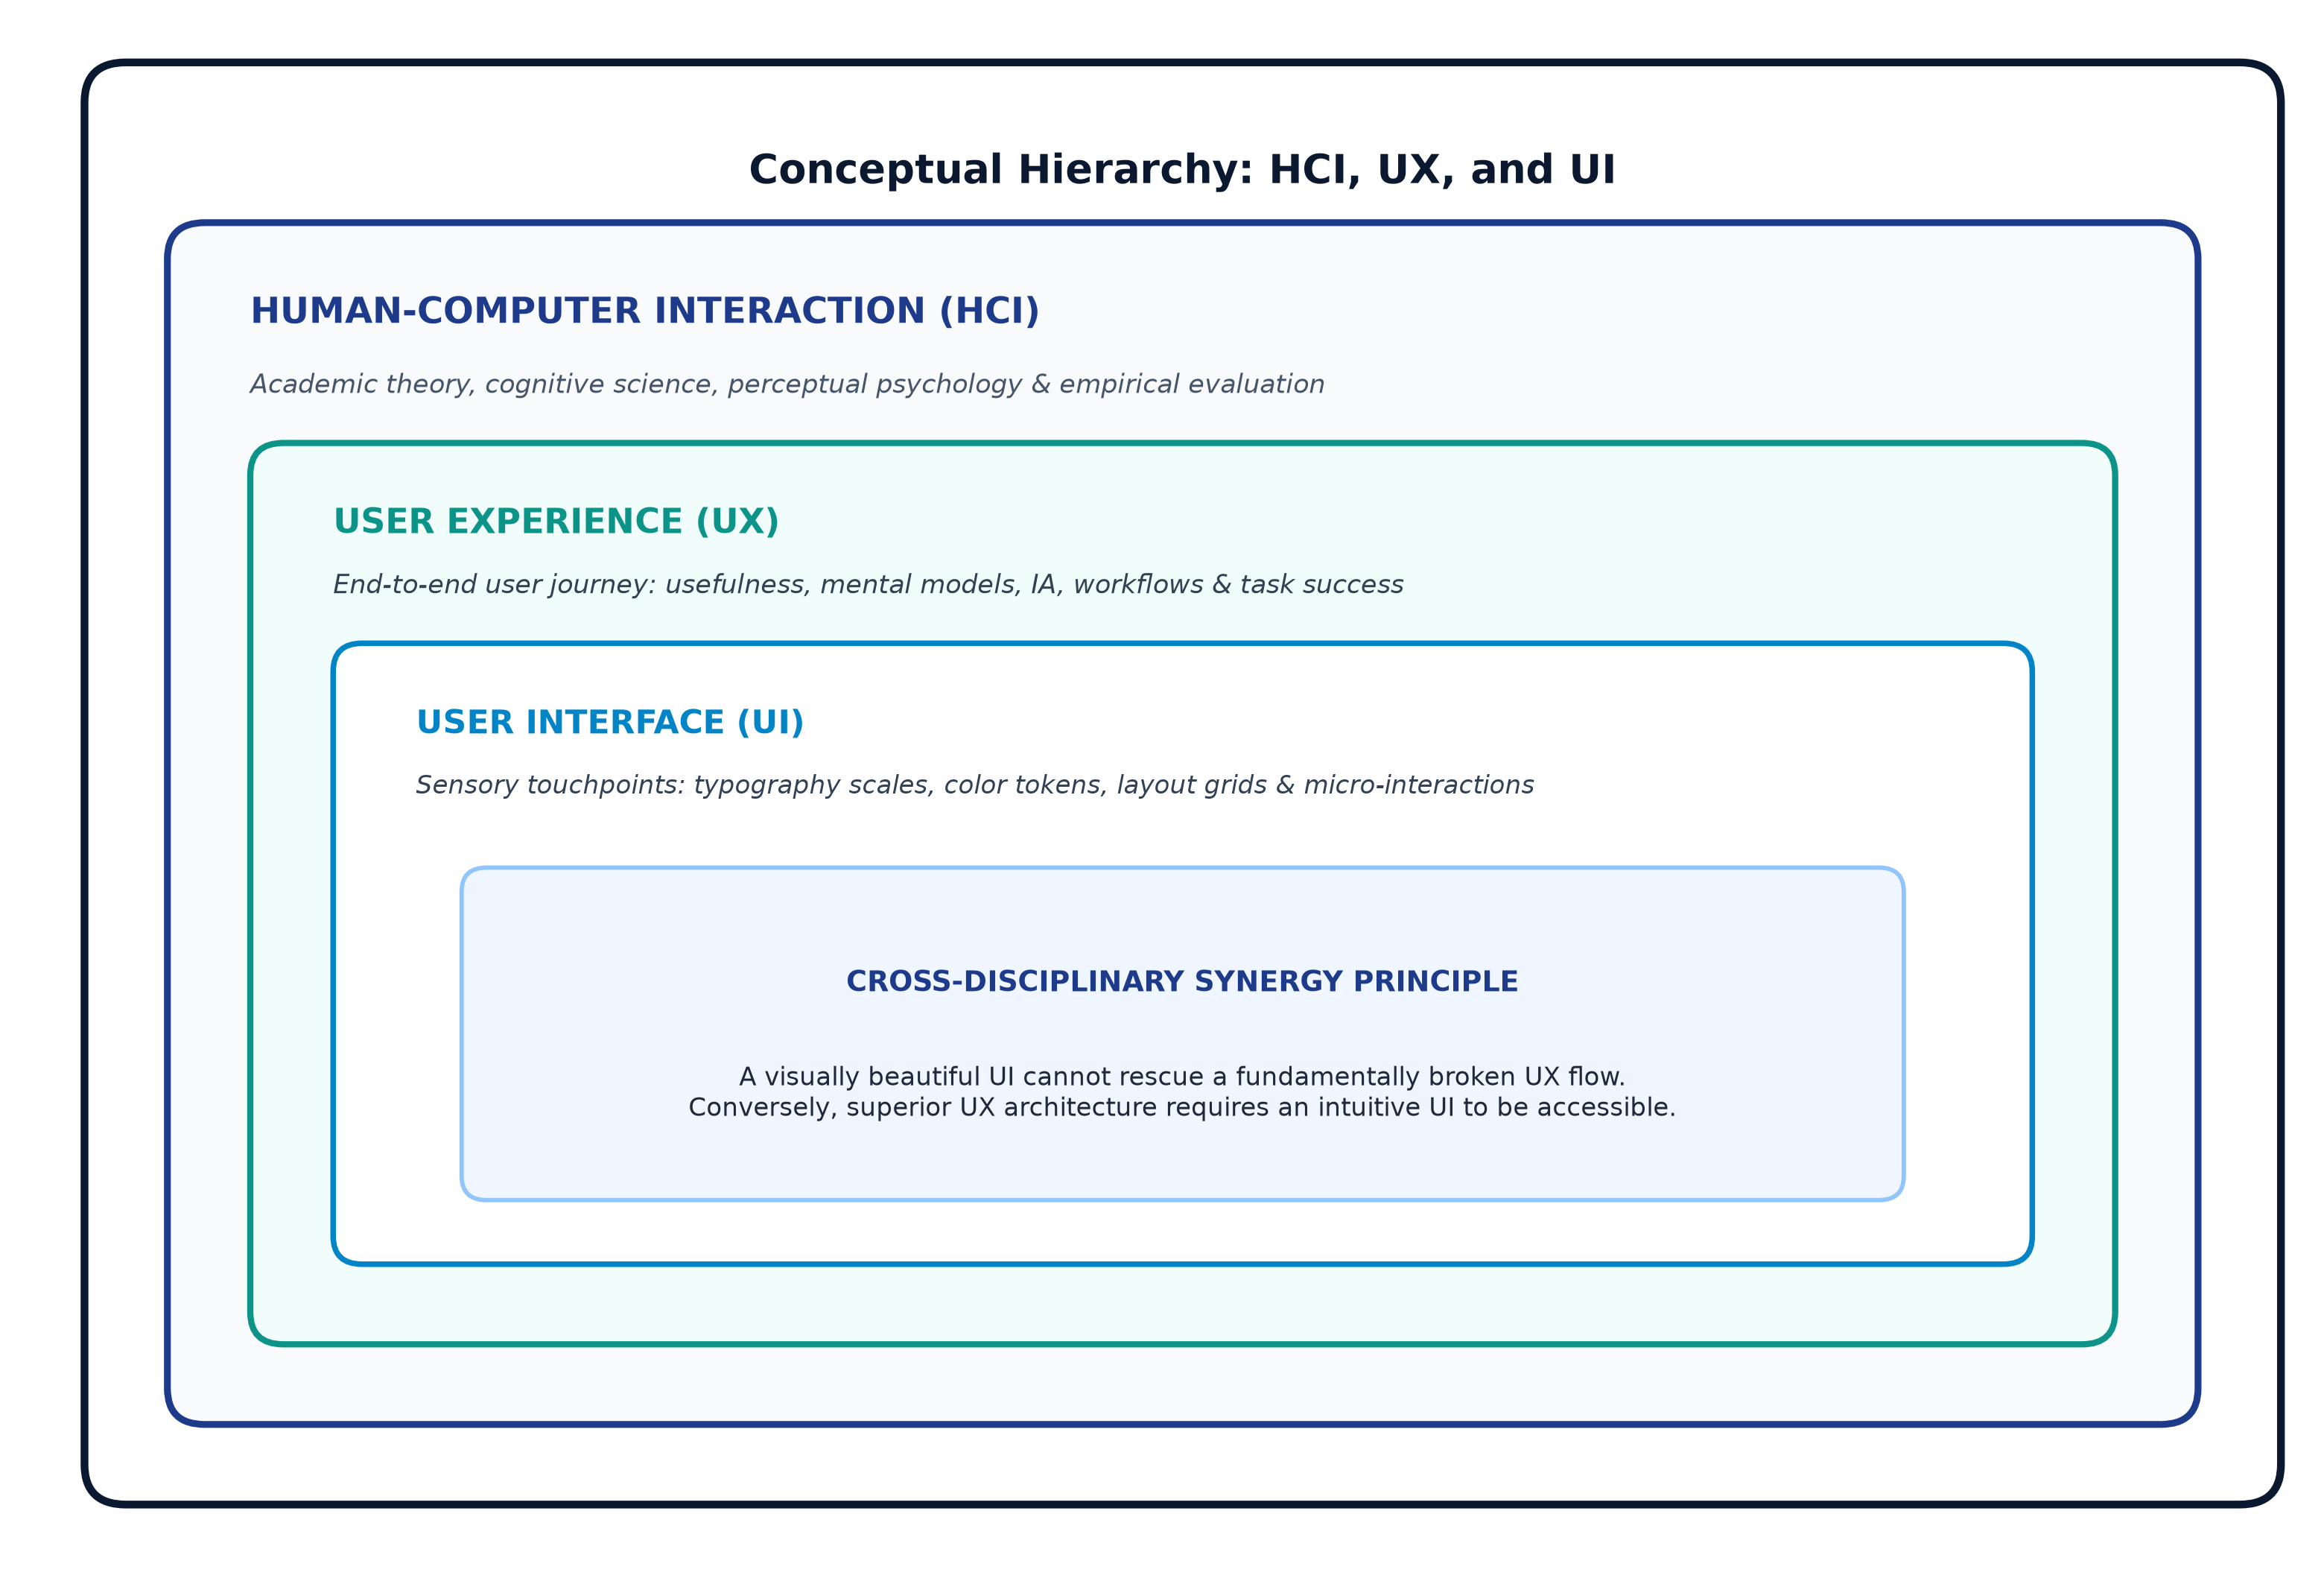 Conceptual Hierarchy: HCI, UX, and UI
HUMAN-COMPUTER INTERACTION (HCI)
Academic theory, cognitive science, perceptual psychology & empirical evaluation
USER EXPERIENCE (UX)
End-to-end user journey: usefulness, mental models, IA, workflows & task success
USER INTERFACE (UI)
Sensory touchpoints: typography scales, color tokens, layout grids & micro-interactions
CROSS-DISCIPLINARY SYNERGY PRINCIPLE
A visually beautiful UI cannot rescue a fundamentally broken UX flow.
Conversely, superior UX architecture requires an intuitive UI to be accessible.